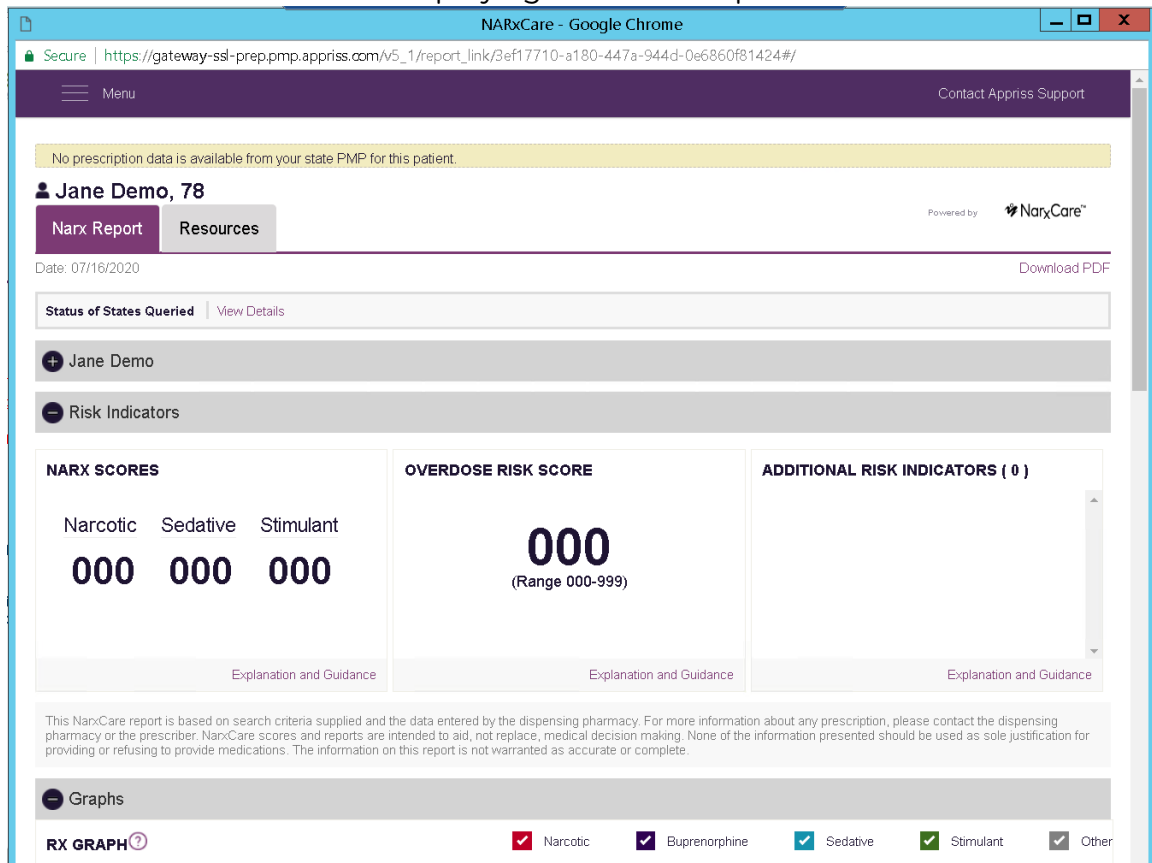 NARxCare - Google Chrome
Secure | https://gateway-ssl-prep.pmp.appriss.com/v5_1/report_link/3ef17710-a180-447a-944d-0e6860f81424#/
Menu
Contact Appriss Support
No prescription data is available from your state PMP for this patient.
Jane Demo, 78
Narx Report
Resources
Powered by NarxCare™
Date: 07/16/2020
Download PDF
Status of States Queried | View Details
Jane Demo
Risk Indicators
NARX SCORES
Narcotic Sedative Stimulant
000 000 000
Explanation and Guidance
OVERDOSE RISK SCORE
000
(Range 000-999)
Explanation and Guidance
ADDITIONAL RISK INDICATORS ( 0 )
Explanation and Guidance
This NarxCare report is based on search criteria supplied and the data entered by the dispensing pharmacy. For more information about any prescription, please contact the dispensing
pharmacy or the prescriber. NarxCare scores and reports are intended to aid, not replace, medical decision making. None of the information presented should be used as sole justification for
providing or refusing to provide medications. The information on this report is not warranted as accurate or complete.
Graphs
RX GRAPH ?
Narcotic
Buprenorphine
Sedative
Stimulant
Other